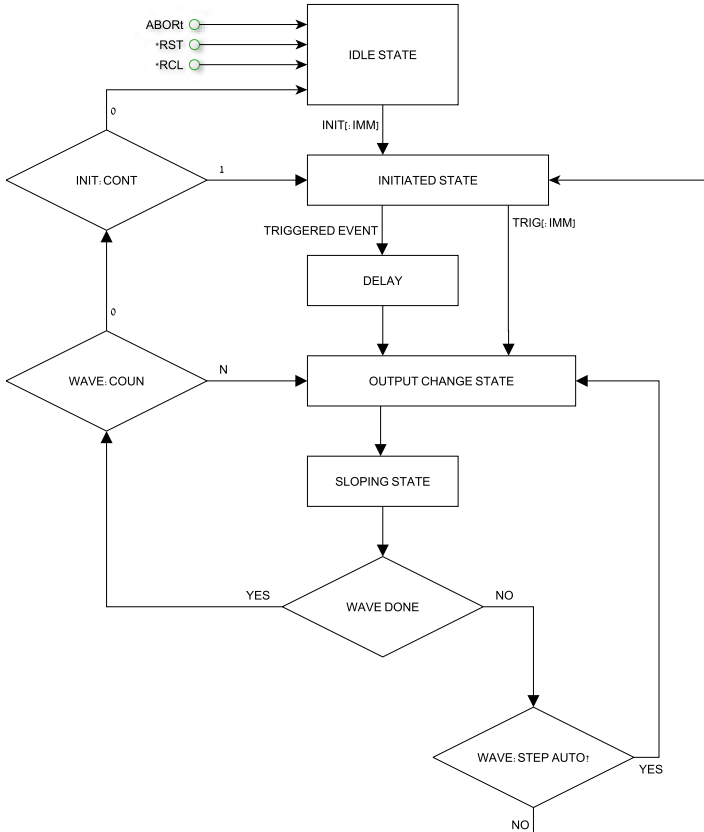 ABORt
*RST
*RCL
IDLE STATE
0
INIT[: IMM]
INIT: CONT
1
INITIATED STATE
TRIGGERED EVENT
TRIG[: IMM]
DELAY
0
WAVE: COUN
N
OUTPUT CHANGE STATE
SLOPING STATE
YES
WAVE DONE
NO
WAVE: STEP AUTO?
YES
NO